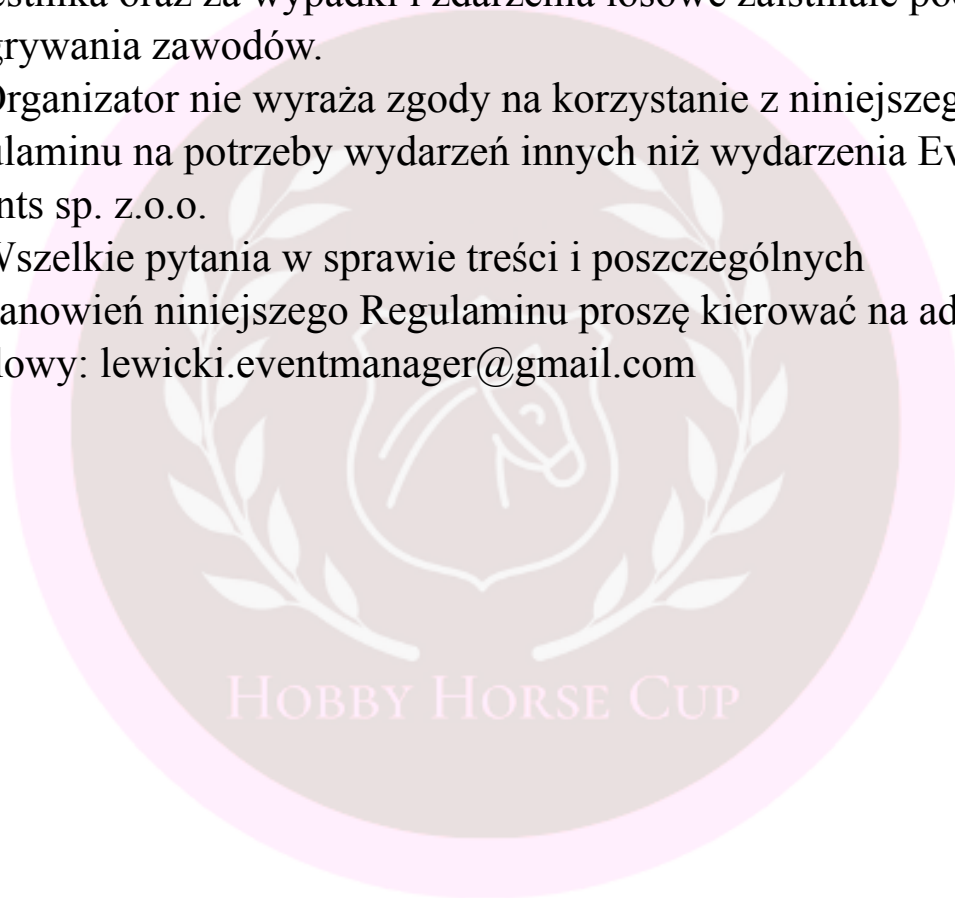 estnika oraz za wypadki i zdarzenia losowe zaistniałe po
grywania zawodów.
Organizator nie wyraża zgody na korzystanie z niniejszeg
ulaminu na potrzeby wydarzeń innych niż wydarzenia Ev
nts sp. z.o.o.
Wszelkie pytania w sprawie treści i poszczególnych
tanowień niniejszego Regulaminu proszę kierować na ad
lowy: lewicki.eventmanager@gmail.com
HOBBY HORSE CUP